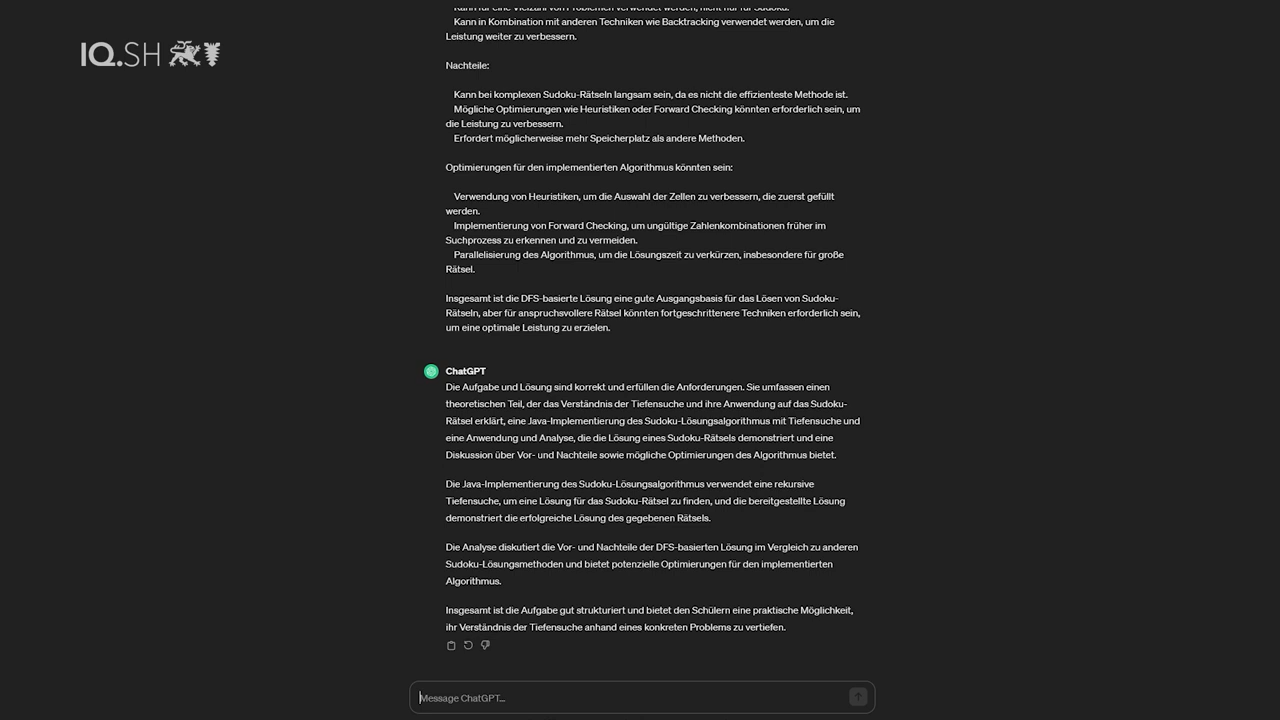 Kann für eine Vielzahl von Problemen verwendet werden, nicht nur für Sudoku.
Kann in Kombination mit anderen Techniken wie Backtracking verwendet werden, um die
Leistung weiter zu verbessern.
IQ.SH
Nachteile:
Kann bei komplexen Sudoku-Rätseln langsam sein, da es nicht die effizienteste Methode ist.
Mögliche Optimierungen wie Heuristiken oder Forward Checking könnten erforderlich sein, um
die Leistung zu verbessern.
Erfordert möglicherweise mehr Speicherplatz als andere Methoden.
Optimierungen für den implementierten Algorithmus könnten sein:
Verwendung von Heuristiken, um die Auswahl der Zellen zu verbessern, die zuerst gefüllt
werden.
Implementierung von Forward Checking, um ungültige Zahlenkombinationen früher im
Suchprozess zu erkennen und zu vermeiden.
Parallelisierung des Algorithmus, um die Lösungszeit zu verkürzen, insbesondere für große
Rätsel.
Insgesamt ist die DFS-basierte Lösung eine gute Ausgangsbasis für das Lösen von Sudoku-
Rätseln, aber für anspruchsvollere Rätsel könnten fortgeschrittenere Techniken erforderlich sein,
um eine optimale Leistung zu erzielen.
ChatGPT
Die Aufgabe und Lösung sind korrekt und erfüllen die Anforderungen. Sie umfassen einen
theoretischen Teil, der das Verständnis der Tiefensuche und ihre Anwendung auf das Sudoku-
Rätsel erklärt, eine Java-Implementierung des Sudoku-Lösungsalgorithmus mit Tiefensuche und
eine Anwendung und Analyse, die die Lösung eines Sudoku-Rätsels demonstriert und eine
Diskussion über Vor- und Nachteile sowie mögliche Optimierungen des Algorithmus bietet.
Die Java-Implementierung des Sudoku-Lösungsalgorithmus verwendet eine rekursive
Tiefensuche, um eine Lösung für das Sudoku-Rätsel zu finden, und die bereitgestellte Lösung
demonstriert die erfolgreiche Lösung des gegebenen Rätsels.
Die Analyse diskutiert die Vor- und Nachteile der DFS-basierten Lösung im Vergleich zu anderen
Sudoku-Lösungsmethoden und bietet potenzielle Optimierungen für den implementierten
Algorithmus.
Insgesamt ist die Aufgabe gut strukturiert und bietet den Schülern eine praktische Möglichkeit,
ihr Verständnis der Tiefensuche anhand eines konkreten Problems zu vertiefen.
Message ChatGPT...